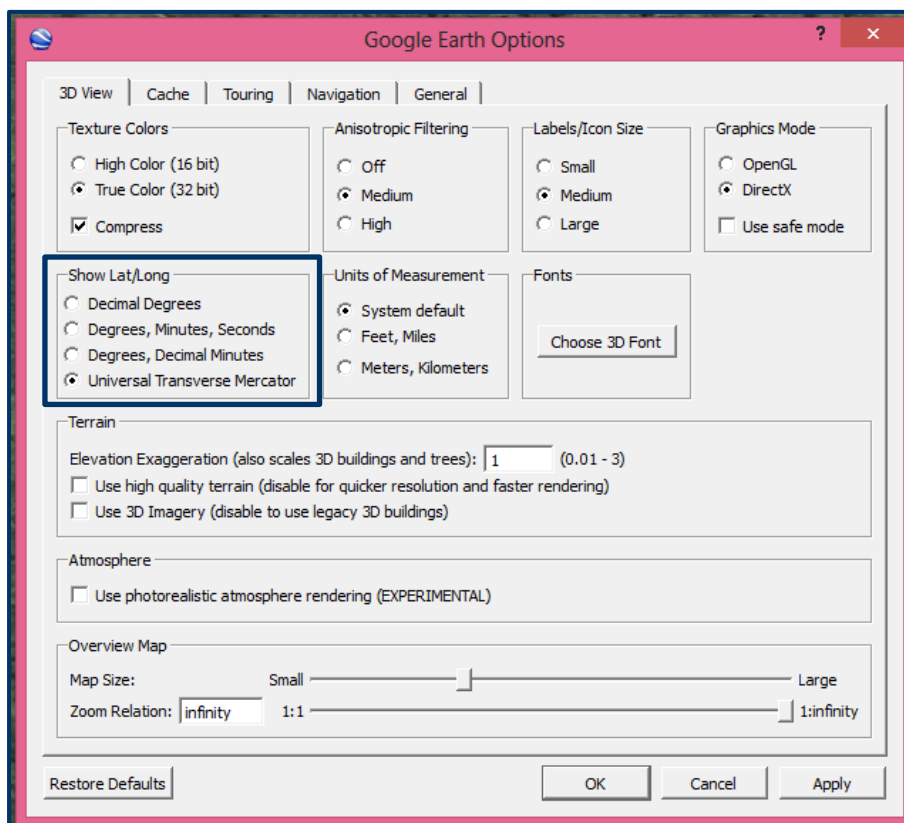 Google Earth Options
?
3D View Cache Touring Navigation General
Texture Colors
High Color (16 bit)
True Color (32 bit)
Compress
Anisotropic Filtering
Off
Medium
High
Labels/Icon Size
Small
Medium
Large
Graphics Mode
OpenGL
DirectX
Use safe mode
Show Lat/Long
Decimal Degrees
Degrees, Minutes, Seconds
Degrees, Decimal Minutes
Universal Transverse Mercator
Units of Measurement
System default
Feet, Miles
Meters, Kilometers
Fonts
Choose 3D Font
Terrain
Elevation Exaggeration (also scales 3D buildings and trees): 1 (0.01 - 3)
Use high quality terrain (disable for quicker resolution and faster rendering)
Use 3D Imagery (disable to use legacy 3D buildings)
Atmosphere
Use photorealistic atmosphere rendering (EXPERIMENTAL)
Overview Map
Map Size: Small Large
Zoom Relation: infinity 1:1 1:infinity
Restore Defaults OK Cancel Apply